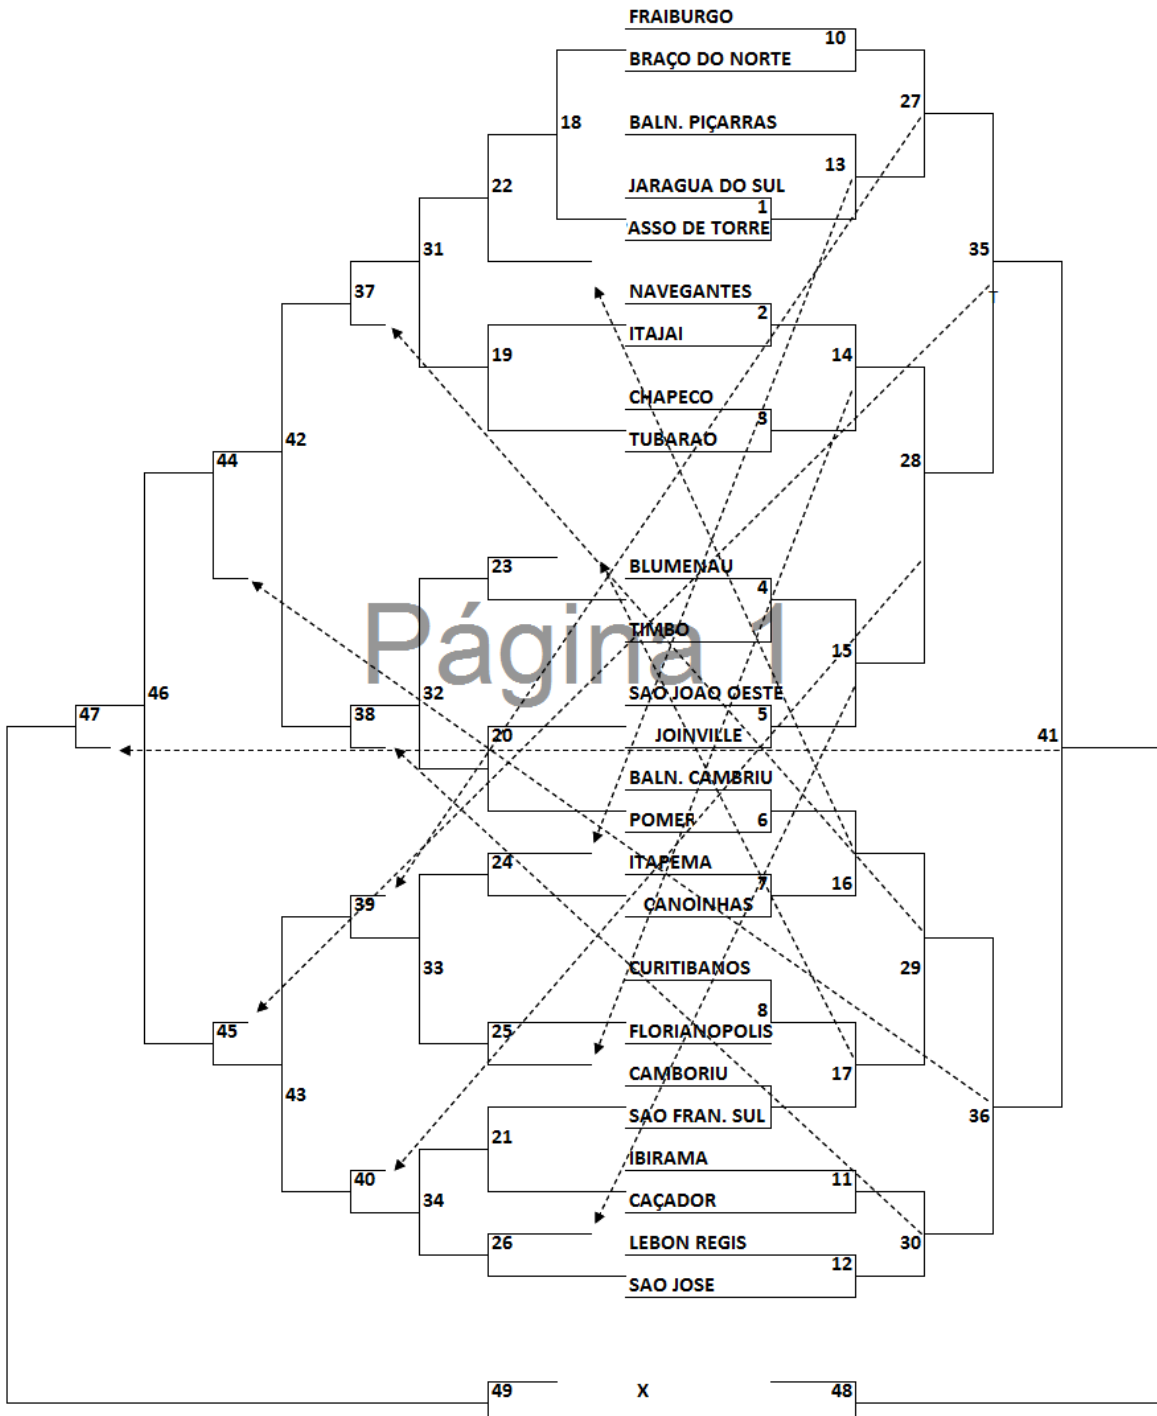 FRAIBURGO
10
BRAÇO DO NORTE
27
18
BALN. PIÇARRAS
13
22
JARAGUA DO SUL
1
ASSO DE TORRE
31
35
37
NAVEGANTES
2
T
ITAJAI
19
14
CHAPECO
3
42
TUBARAO
44
28
23
BLUMENAU
4
Página 1
TIMBO
15
46
32
SAO JOAO OESTE
47
38
5
20
JOINVILLE
41
BALN. CAMBRIU
POMER
6
24
ITAPEMA
7
16
39
CANOINHAS
33
CURITIBANOS
29
8
45
25
FLORIANOPOLIS
CAMBORIU
17
43
SAO FRAN. SUL
36
21
IBIRAMA
40
11
34
CAÇADOR
26
LEBON REGIS
30
12
SAO JOSE
49
X
48